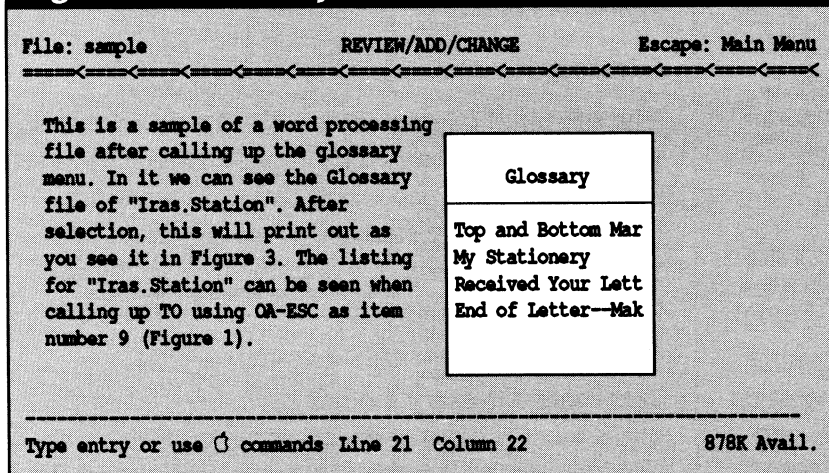 File: sample REVIEW/ADD/CHANGE Escape: Main Menu
=====<====<====<====<====<====<====<====<====<====<====<====<====<====<====<
This is a sample of a word processing
file after calling up the glossary
menu. In it we can see the Glossary
file of "Iras.Station". After
selection, this will print out as
you see it in Figure 3. The listing
for "Iras.Station" can be seen when
calling up TO using OA-ESC as item
number 9 (Figure 1).
Glossary
Top and Bottom Mar
My Stationery
Received Your Lett
End of Letter--Mak
Type entry or use commands Line 21 Column 22 878K Avail.